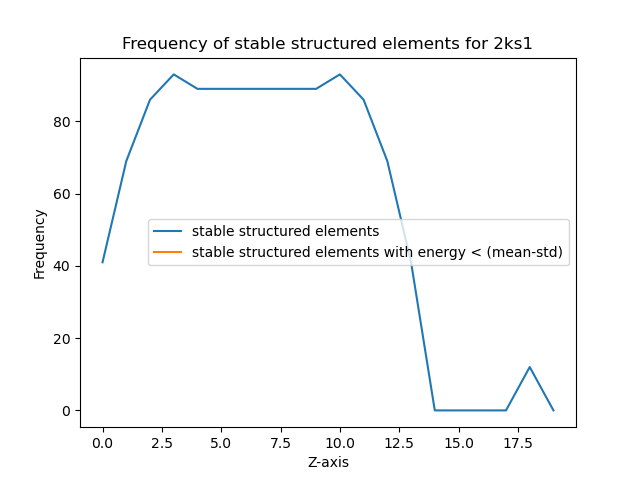 Frequency of stable structured elements for 2ks1
80
60
40
20
0
Frequency
stable structured elements
stable structured elements with energy < (mean-std)
0.0 2.5 5.0 7.5 10.0 12.5 15.0 17.5
Z-axis